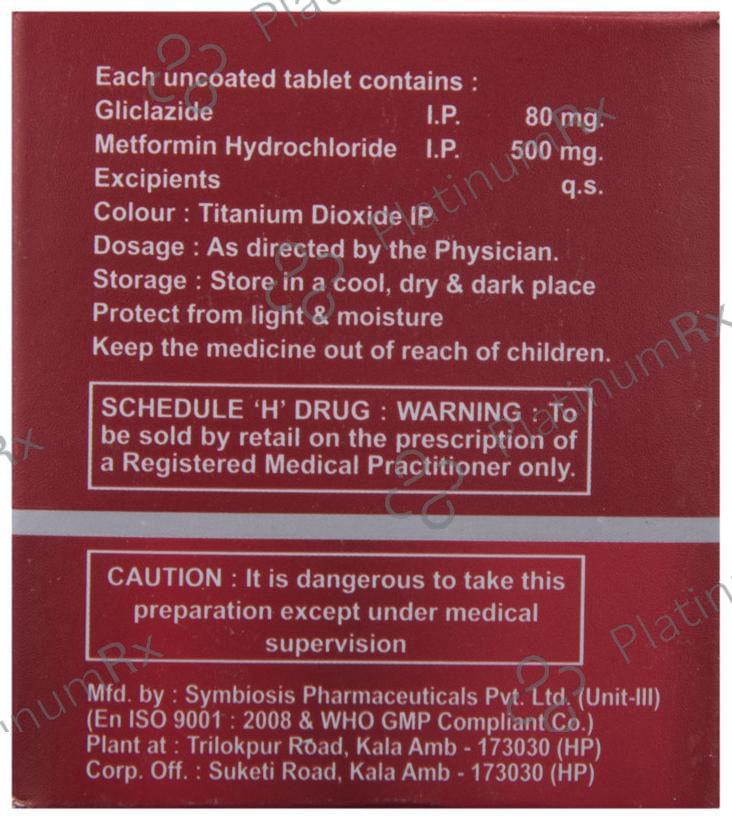 Each uncoated tablet contains :
Gliclazide I.P. 80 mg.
Metformin Hydrochloride I.P. 500 mg.
Excipients q.s.
Colour : Titanium Dioxide IP
Dosage : As directed by the Physician.
Storage : Store in a cool, dry & dark place
Protect from light & moisture
Keep the medicine out of reach of children.
SCHEDULE ‘H’ DRUG : WARNING : To
be sold by retail on the prescription of
a Registered Medical Practitioner only.
CAUTION : It is dangerous to take this
preparation except under medical
supervision
Mfd. by : Symbiosis Pharmaceuticals Pvt. Ltd. (Unit-III)
(En ISO 9001 : 2008 & WHO GMP Compliant Co.)
Plant at : Trilokpur Road, Kala Amb - 173030 (HP)
Corp. Off. : Suketi Road, Kala Amb - 173030 (HP)
PlatinumRx
PlatinumRx